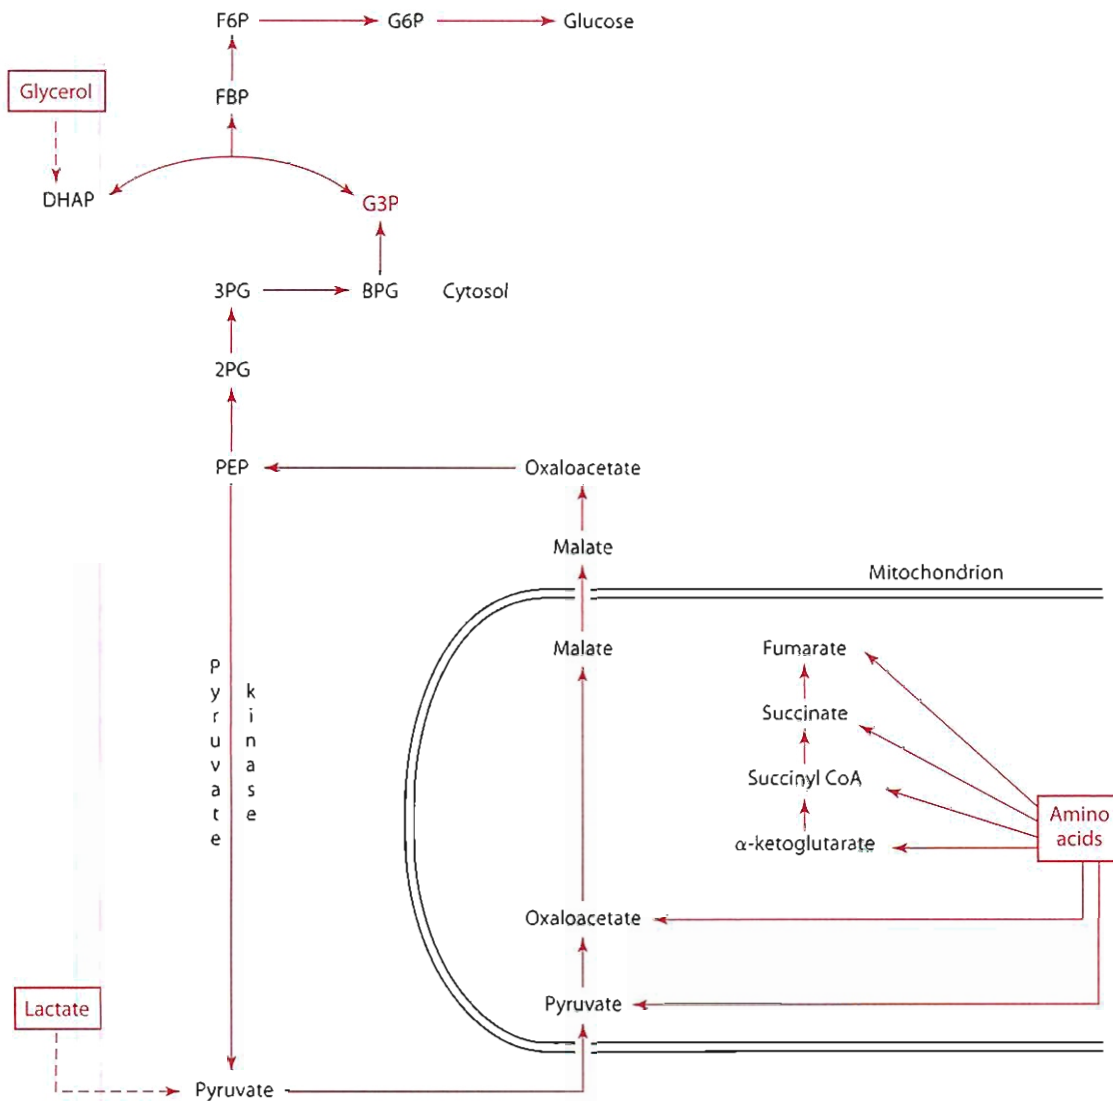 F6P
G6P
Glucose
Glycerol
FBP
DHAP
G3P
3PG
BPG
Cytosol
2PG
PEP
Oxaloacetate
Malate
Mitochondrion
Malate
Fumarate
Pyruvate
kinase
Succinate
Succinyl CoA
Amino
acids
α-ketoglutarate
Oxaloacetate
Lactate
Pyruvate
Pyruvate